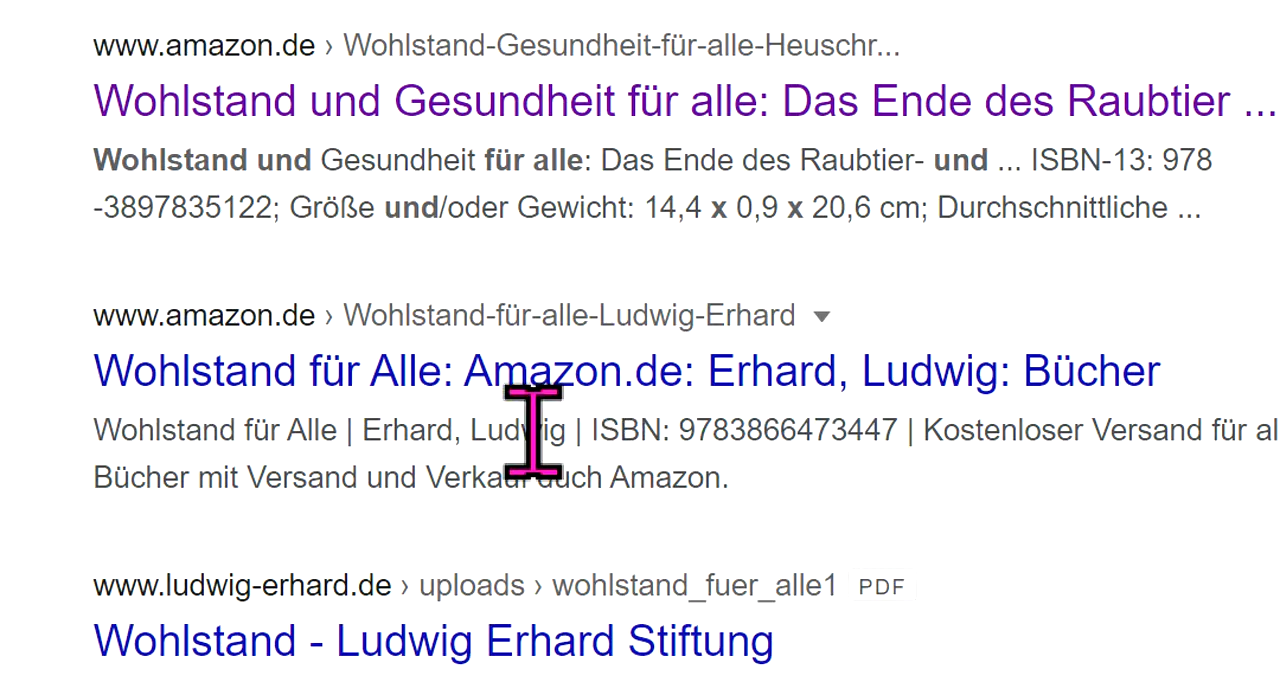 www.amazon.de › Wohlstand-Gesundheit-für-alle-Heuschr...
Wohlstand und Gesundheit für alle: Das Ende des Raubtier ...
Wohlstand und Gesundheit für alle: Das Ende des Raubtier- und ... ISBN-13: 978
-3897835122; Größe und/oder Gewicht: 14,4 x 0,9 x 20,6 cm; Durchschnittliche ...
www.amazon.de › Wohlstand-für-alle-Ludwig-Erhard
Wohlstand für Alle: Amazon.de: Erhard, Ludwig: Bücher
Wohlstand für Alle | Erhard, Ludwig | ISBN: 9783866473447 | Kostenloser Versand für al
Bücher mit Versand und Verkauf duch Amazon.
www.ludwig-erhard.de › uploads › wohlstand_fuer_alle1 PDF
Wohlstand - Ludwig Erhard Stiftung